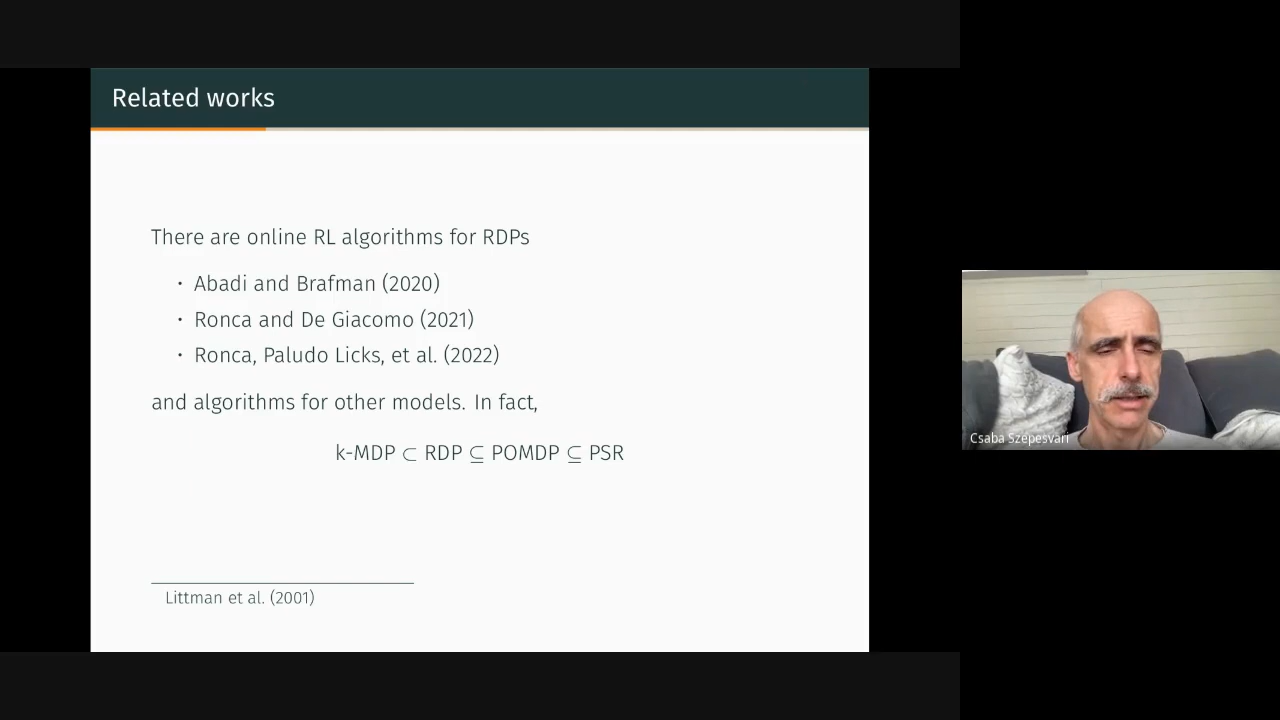 Related works
There are online RL algorithms for RDPs
• Abadi and Brafman (2020)
• Ronca and De Giacomo (2021)
• Ronca, Paludo Licks, et al. (2022)
and algorithms for other models. In fact,
k-MDP ⊂ RDP ⊆ POMDP ⊆ PSR
Littman et al. (2001)
Csaba Szepesvari